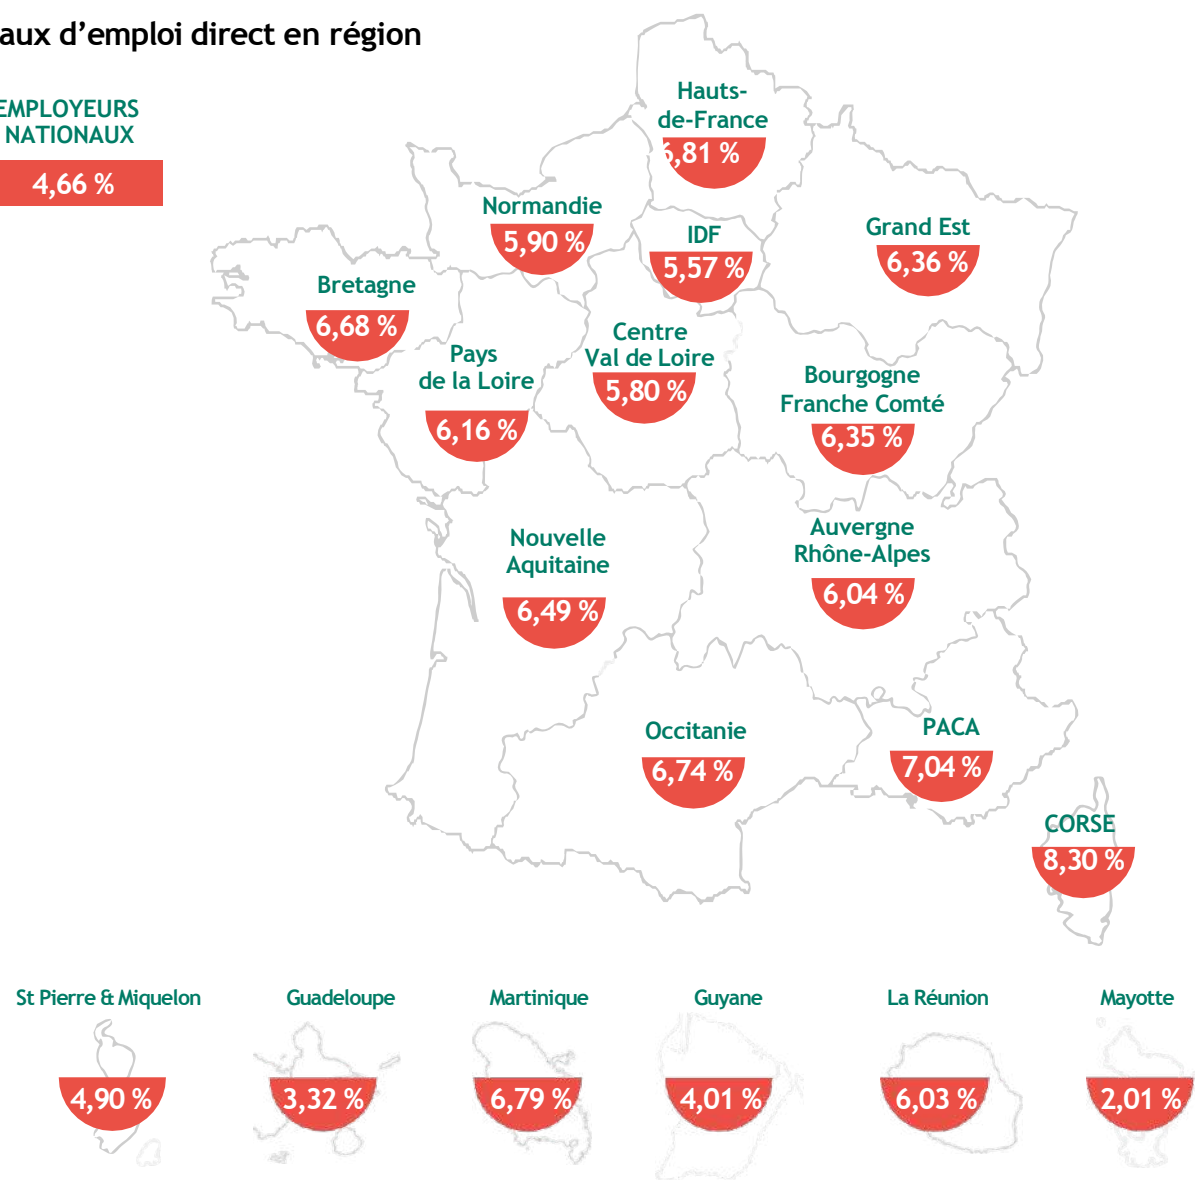 aux d’emploi direct en région
EMPLOYEURS
NATIONAUX
4,66 %
Hauts-
de-France
6,81 %
Normandie
5,90 %
IDF
5,57 %
Grand Est
6,36 %
Bretagne
6,68 %
Pays
de la Loire
6,16 %
Centre
Val de Loire
5,80 %
Bourgogne
Franche Comté
6,35 %
Nouvelle
Aquitaine
6,49 %
Auvergne
Rhône-Alpes
6,04 %
Occitanie
6,74 %
PACA
7,04 %
CORSE
8,30 %
St Pierre & Miquelon
4,90 %
Guadeloupe
3,32 %
Martinique
6,79 %
Guyane
4,01 %
La Réunion
6,03 %
Mayotte
2,01 %